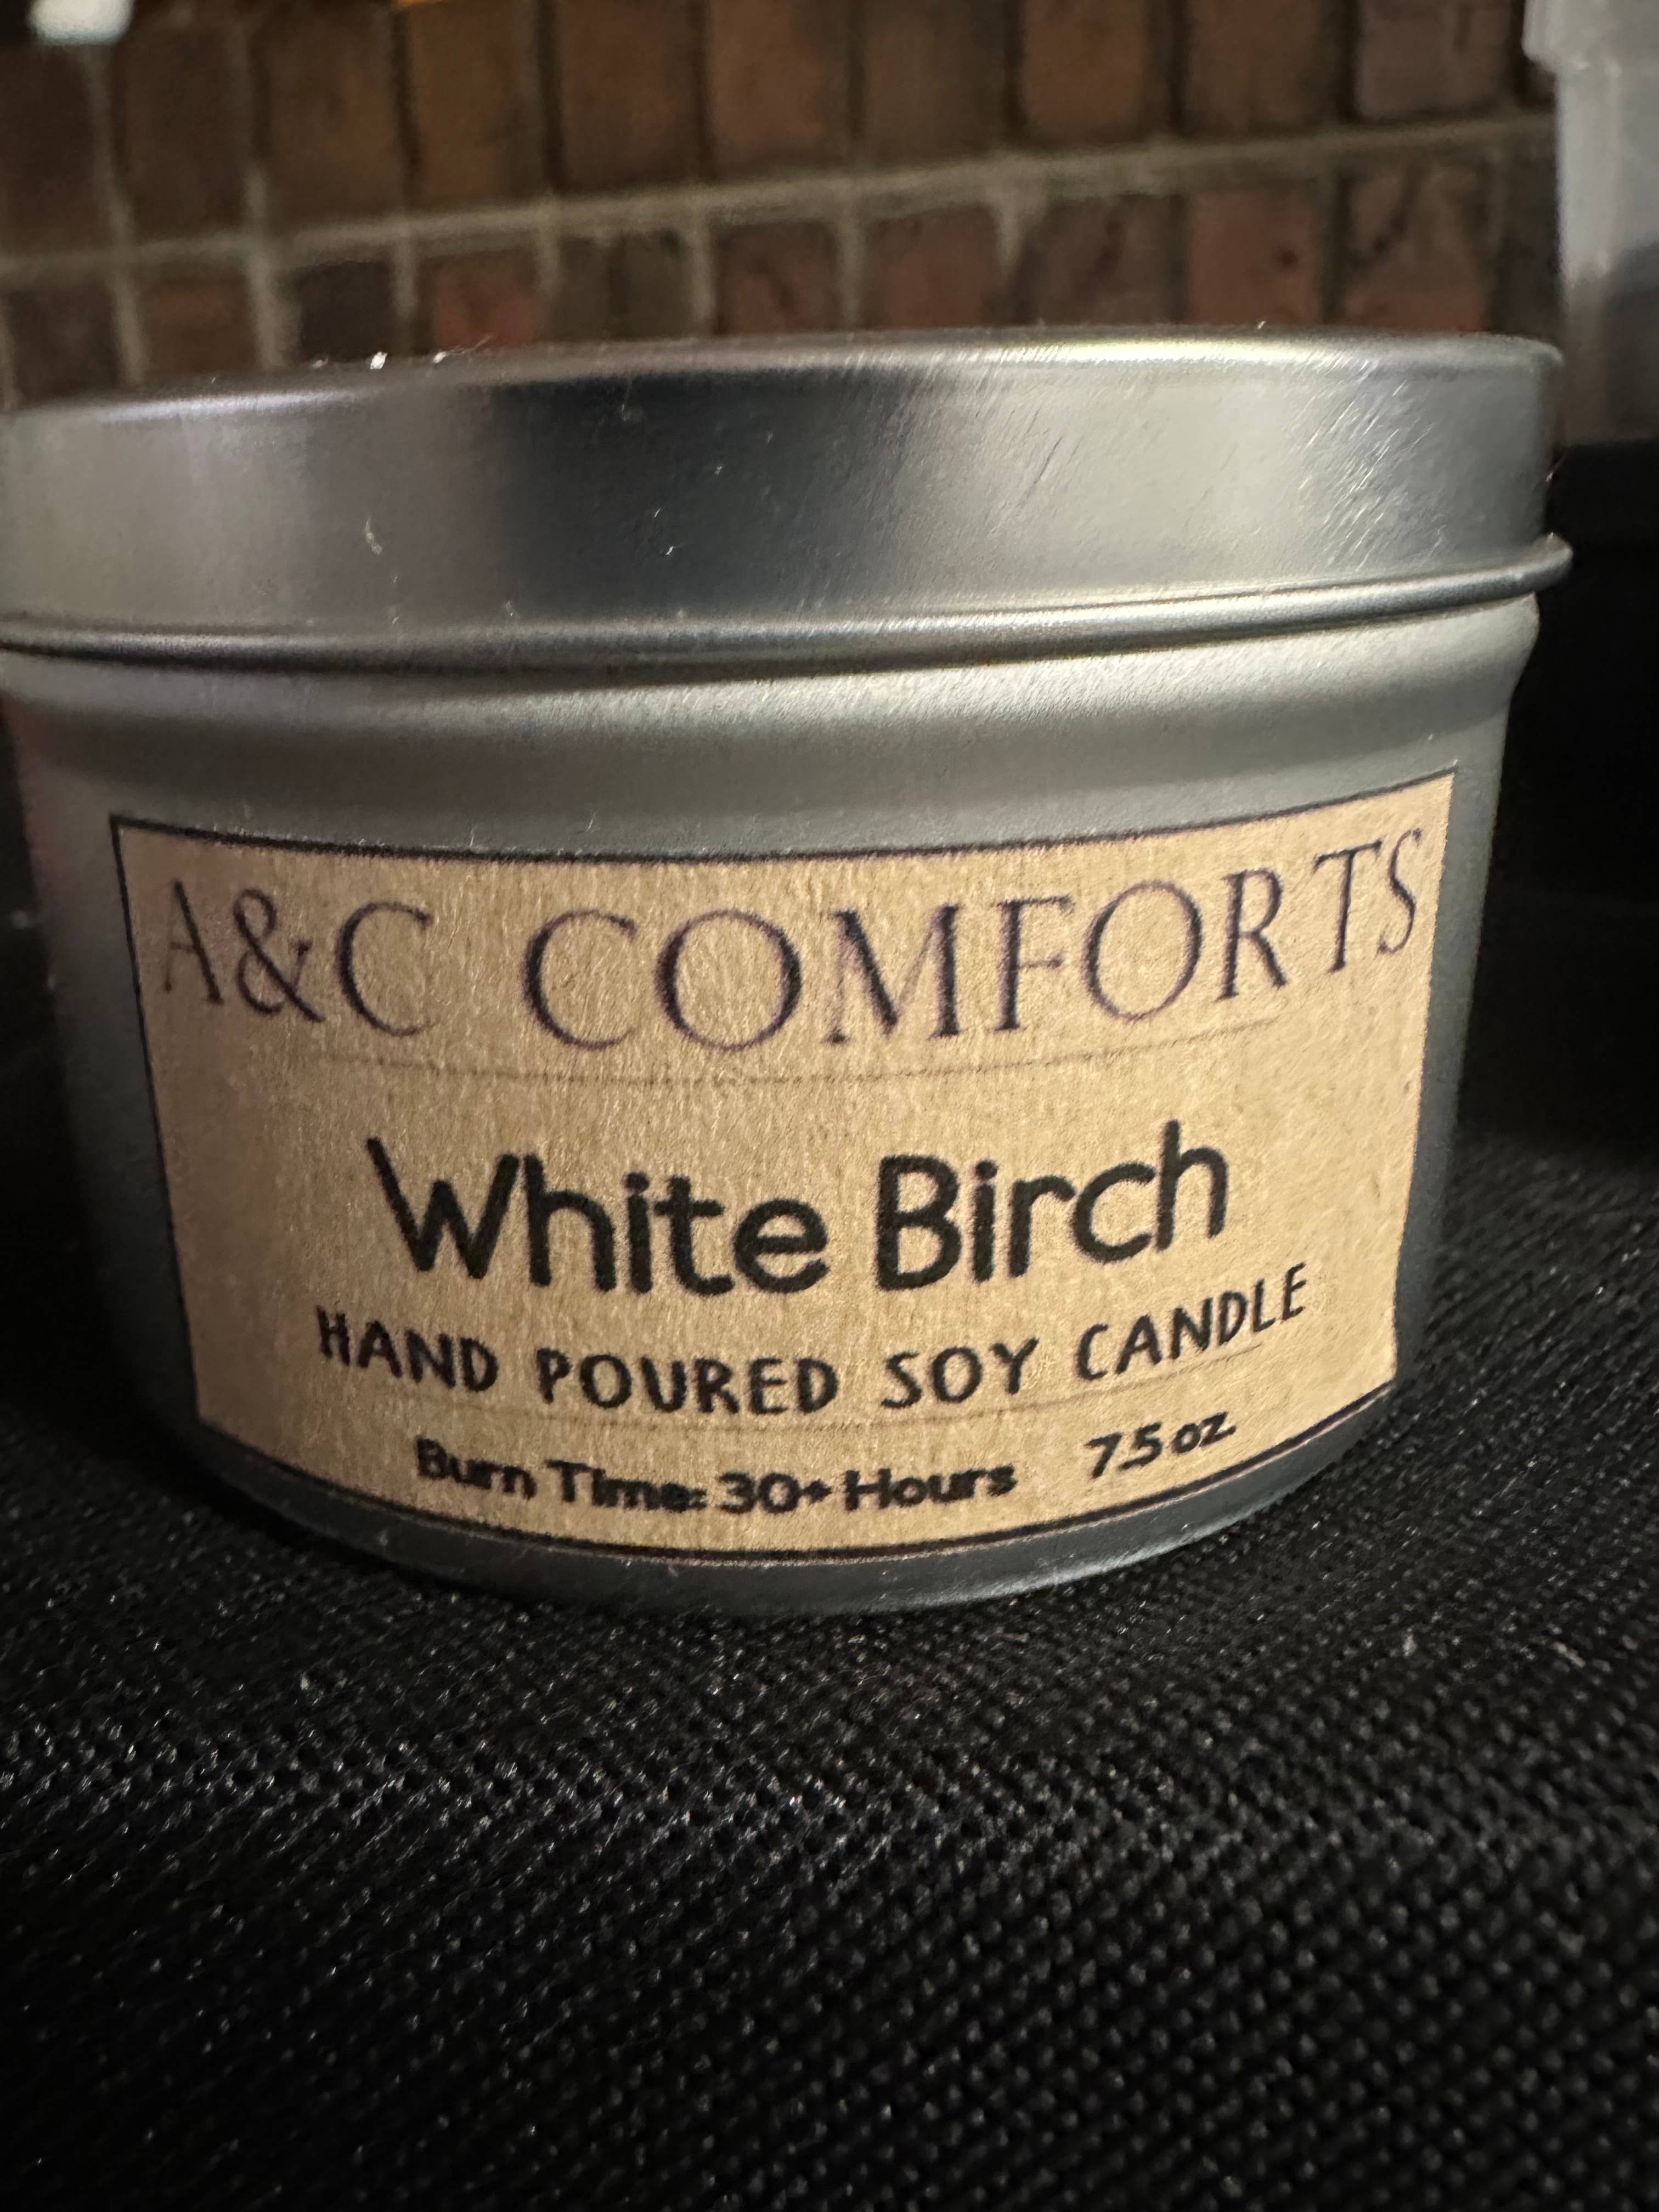 A&C COMFORTS
White Birch
HAND POURED SOY CANDLE
Burn Time: 30+ Hours 7.5 oz